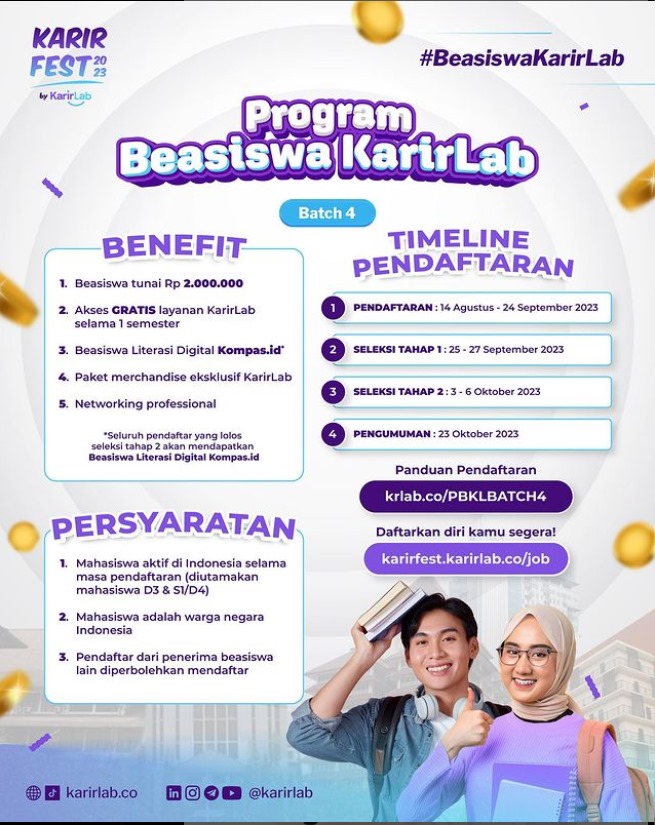 KARIR
FEST 20
23
by KarirLab
#BeasiswaKarirLab
Program
Beasiswa KarirLab
Batch 4
BENEFIT
1. Beasiswa tunai Rp 2.000.000
2. Akses GRATIS layanan KarirLab
selama 1 semester
3. Beasiswa Literasi Digital Kompas.id*
4. Paket merchandise eksklusif KarirLab
5. Networking professional
*Seluruh pendaftar yang lolos
seleksi tahap 2 akan mendapatkan
Beasiswa Literasi Digital Kompas.id
TIMELINE
PENDAFTARAN
1 PENDAFTARAN : 14 Agustus - 24 September 2023
2 SELEKSI TAHAP 1 : 25 - 27 September 2023
3 SELEKSI TAHAP 2 : 3 - 6 Oktober 2023
4 PENGUMUMAN : 23 Oktober 2023
Panduan Pendaftaran
krlab.co/PBKLBATCH4
Daftarkan diri kamu segera!
karirfest.karirlab.co/job
PERSYARATAN
1. Mahasiswa aktif di Indonesia selama
masa pendaftaran (diutamakan
mahasiswa D3 & S1/D4)
2. Mahasiswa adalah warga negara
Indonesia
3. Pendaftar dari penerima beasiswa
lain diperbolehkan mendaftar
karirlab.co
@karirlab